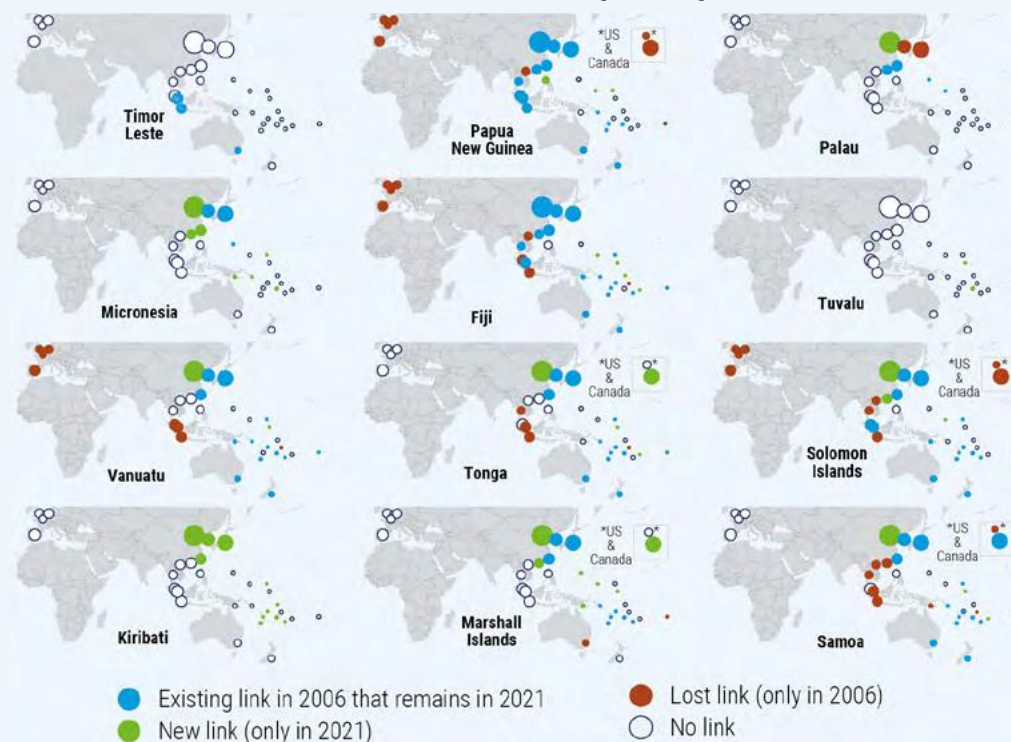 Timor
Leste
Papua
New Guinea
*US
&
Canada
*
Palau
Micronesia
Fiji
Tuvalu
Vanuatu
Tonga
*US
&
Canada
*
Solomon
Islands
*US
&
Canada
*
Kiribati
Marshall
Islands
*US
&
Canada
*
Samoa
*US
&
Canada
*
Existing link in 2006 that remains in 2021
Lost link (only in 2006)
New link (only in 2021)
No link